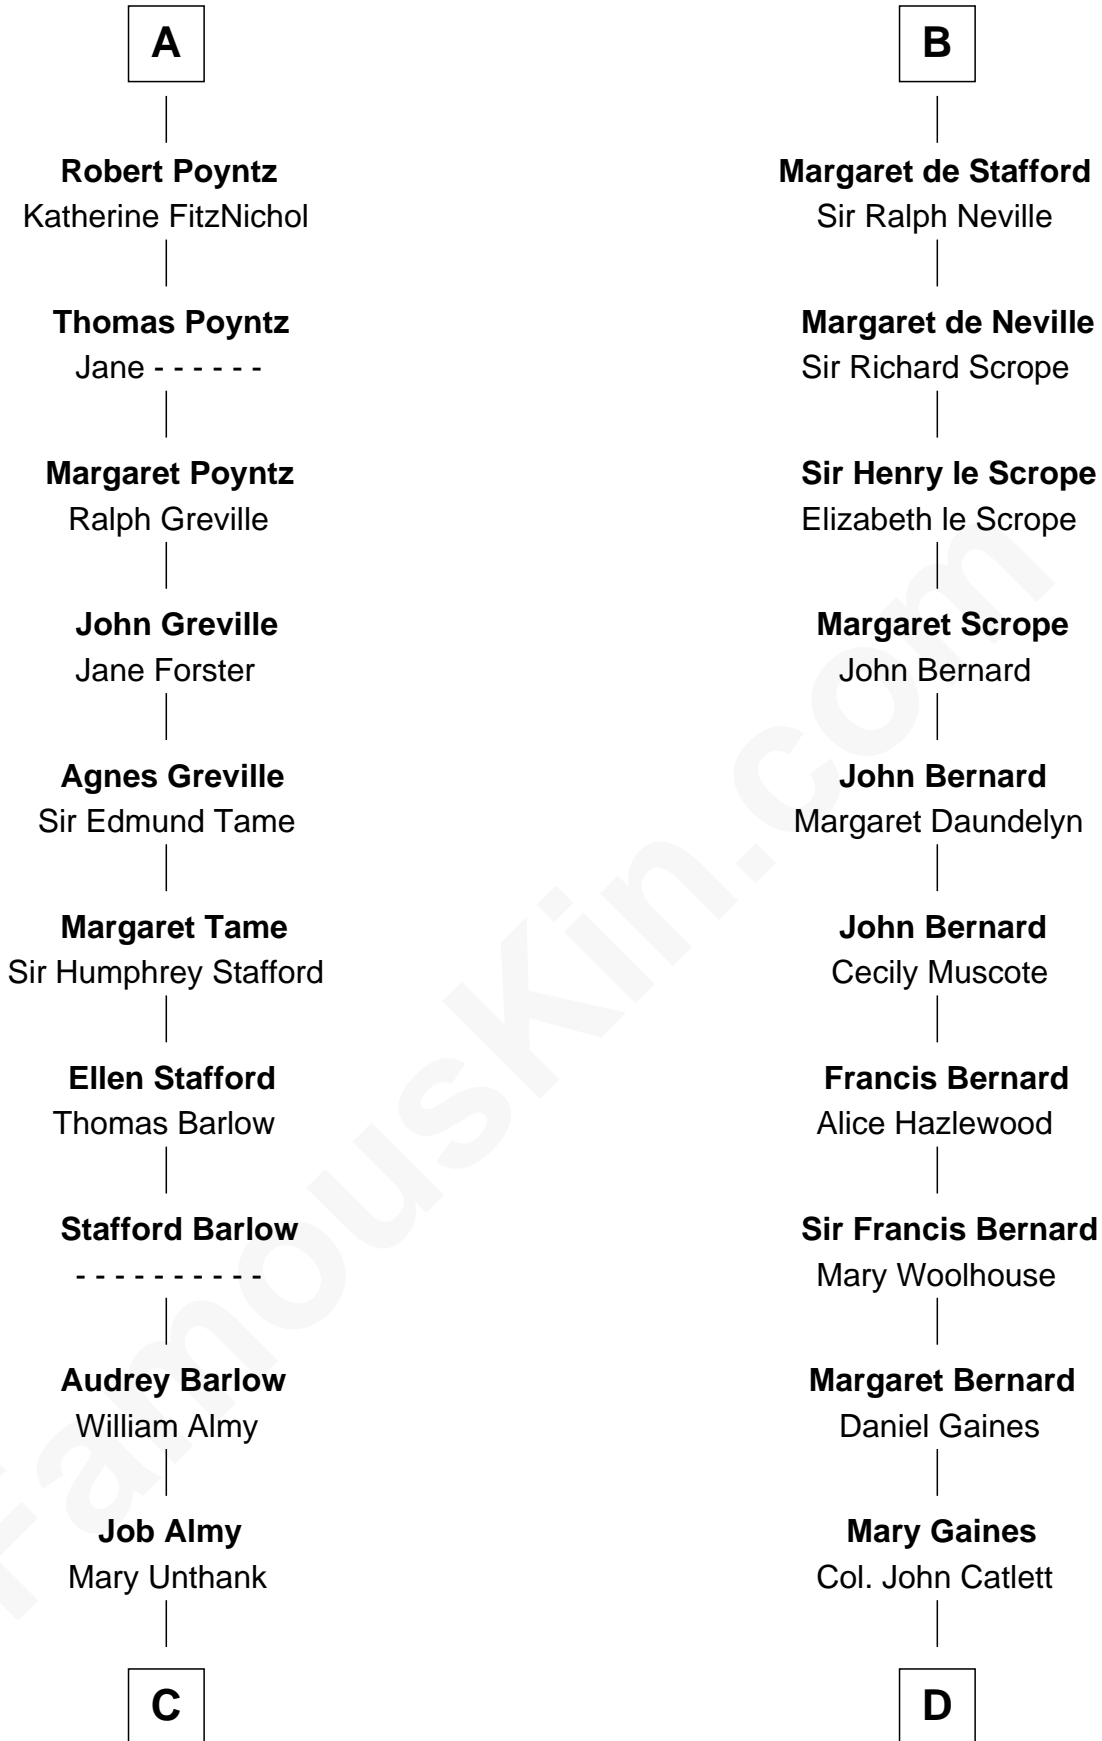 A
Robert Poyntz
Katherine FitzNichol
Thomas Poyntz
Jane - - - - - -
Margaret Poyntz
Ralph Greville
John Greville
Jane Forster
Agnes Greville
Sir Edmund Tame
Margaret Tame
Sir Humphrey Stafford
Ellen Stafford
Thomas Barlow
Stafford Barlow
- - - - - - - - - -
Audrey Barlow
William Almy
Job Almy
Mary Unthank
C
B
Margaret de Stafford
Sir Ralph Neville
Margaret de Neville
Sir Richard Scrope
Sir Henry le Scrope
Elizabeth le Scrope
Margaret Scrope
John Bernard
John Bernard
Margaret Daundelyn
John Bernard
Cecily Muscote
Francis Bernard
Alice Hazlewood
Sir Francis Bernard
Mary Woolhouse
Margaret Bernard
Daniel Gaines
Mary Gaines
Col. John Catlett
D
FamousKin.com